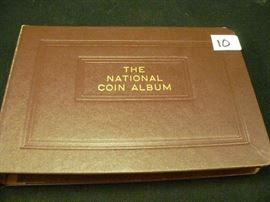 10
THE
NATIONAL
COIN ALBUM